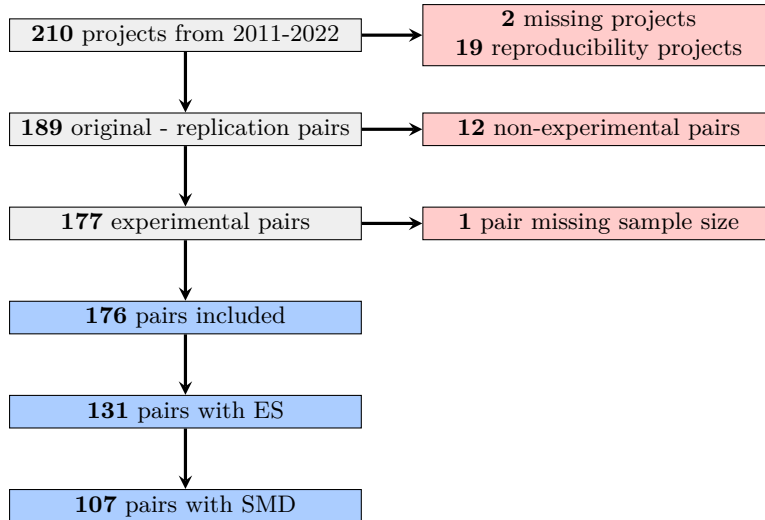 210 projects from 2011-2022
2 missing projects
19 reproducibility projects
189 original - replication pairs
12 non-experimental pairs
177 experimental pairs
1 pair missing sample size
176 pairs included
131 pairs with ES
107 pairs with SMD